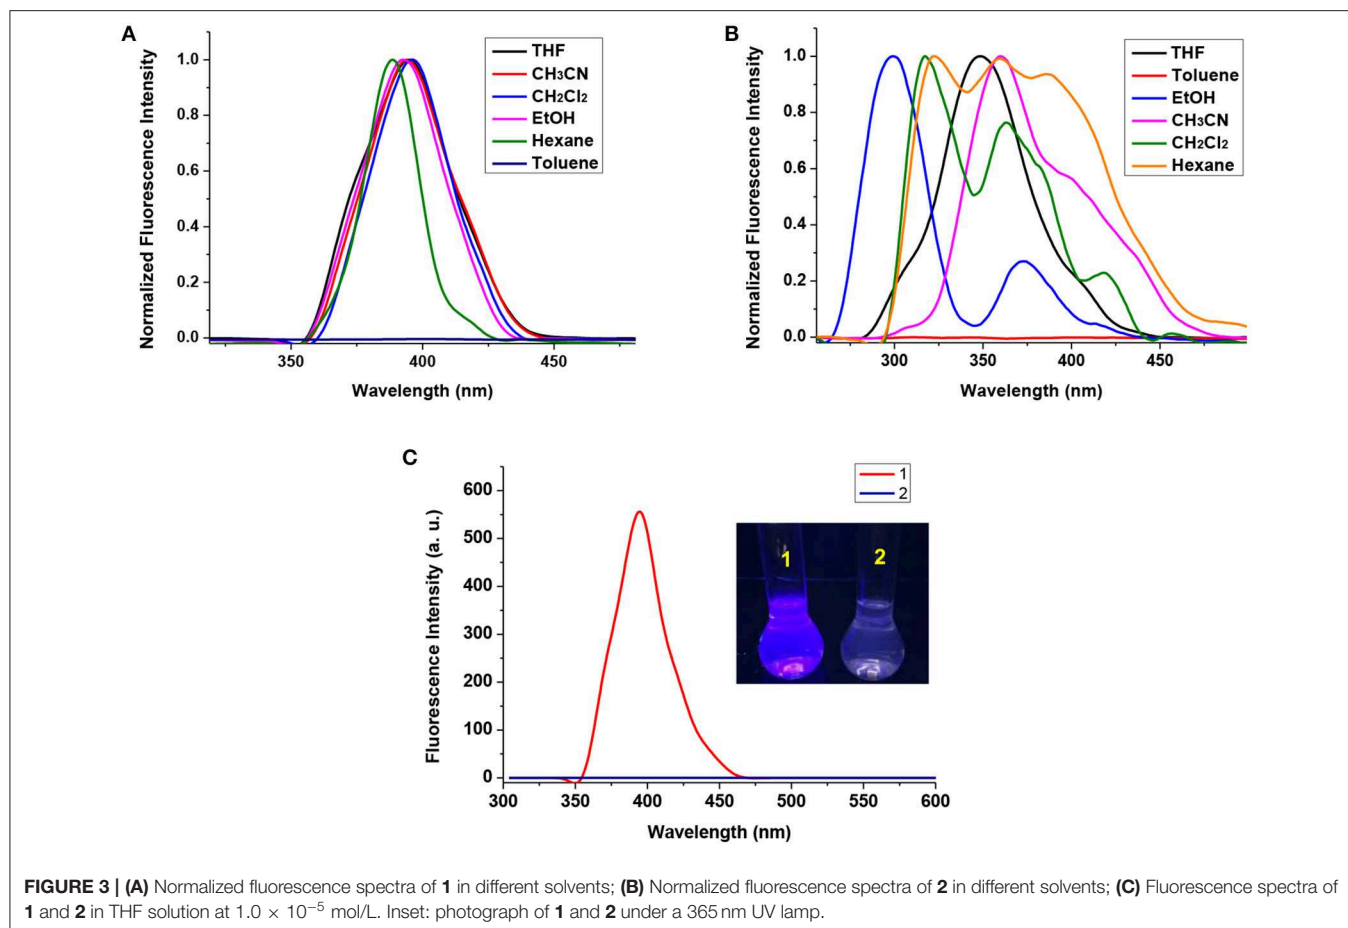 A
Normalized Fluorescence Intensity
1.0
0.8
0.6
0.4
0.2
0.0
THF
CH3CN
CH2Cl2
EtOH
Hexane
Toluene
350
400
450
Wavelength (nm)
B
Normalized Fluorescence Intensity
1.0
0.8
0.6
0.4
0.2
0.0
THF
Toluene
EtOH
CH3CN
CH2Cl2
Hexane
300
350
400
450
Wavelength (nm)
C
Fluorescence Intensity (a. u.)
600
500
400
300
200
100
0
1
2
1
2
300
350
400
450
500
550
600
Wavelength (nm)
FIGURE 3 | (A) Normalized fluorescence spectra of 1 in different solvents; (B) Normalized fluorescence spectra of 2 in different solvents; (C) Fluorescence spectra of
1 and 2 in THF solution at 1.0 × 10⁻⁵ mol/L. Inset: photograph of 1 and 2 under a 365 nm UV lamp.